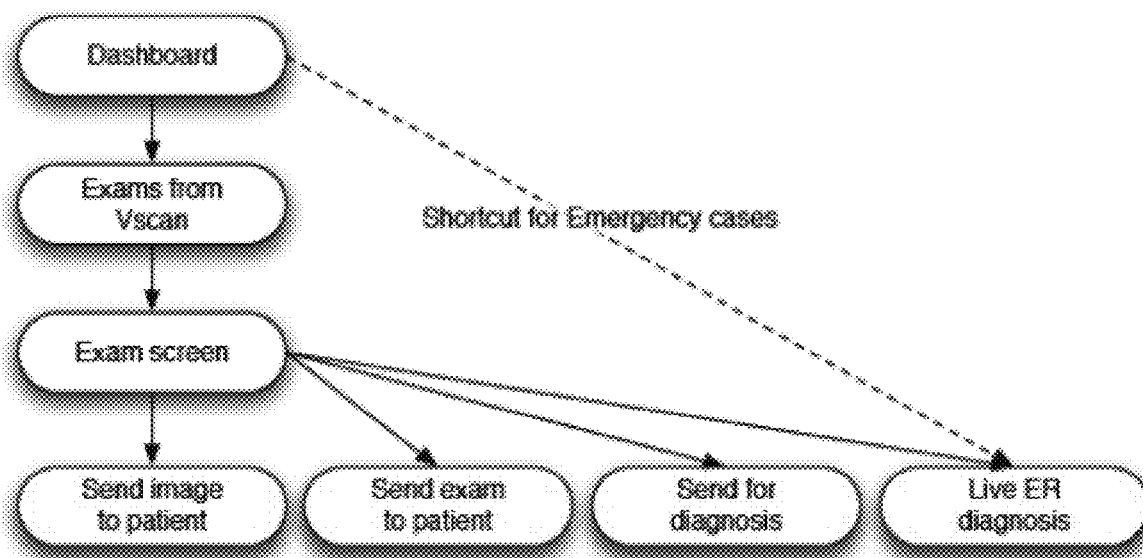 Dashboard
Exams from
Vscan
Shortcut for Emergency cases
Exam screen
Send image
to patient
Send exam
to patient
Send for
diagnosis
Live ER
diagnosis